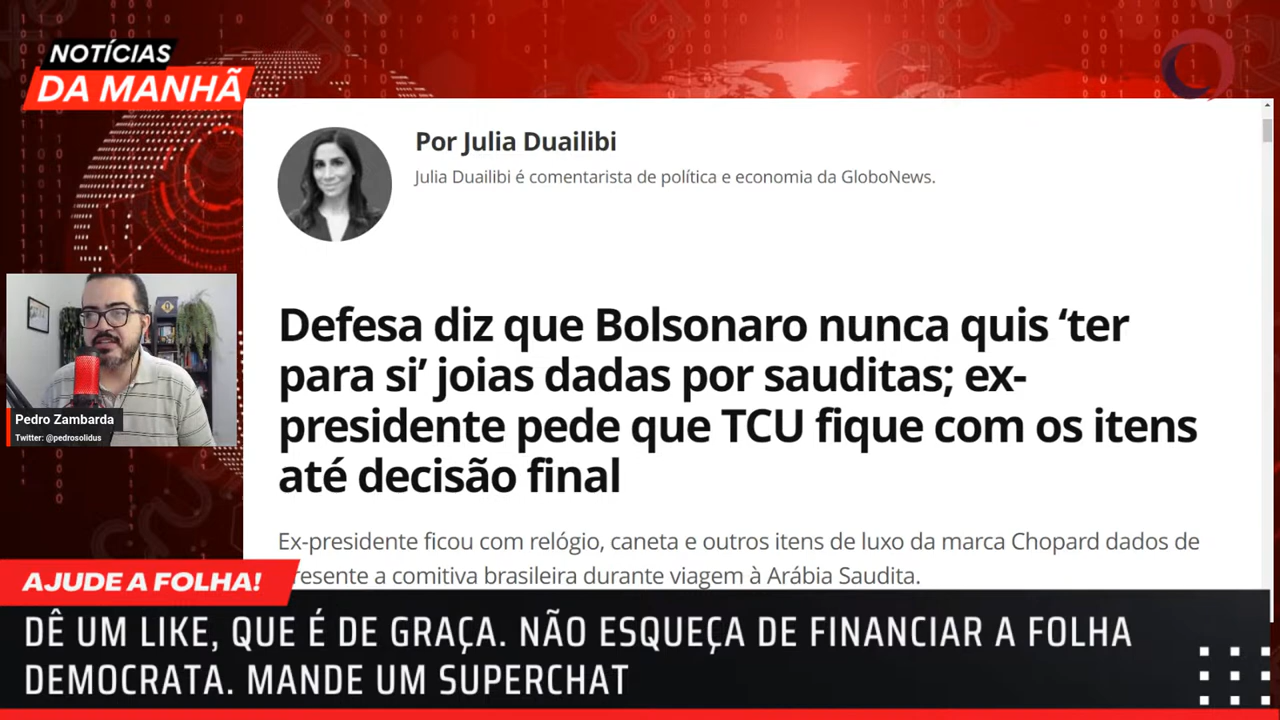 NOTÍCIAS
DA MANHÃ
Por Julia Duailibi
Julia Duailibi é comentarista de política e economia da GloboNews.
Defesa diz que Bolsonaro nunca quis ‘ter
para si’ joias dadas por sauditas; ex-
presidente pede que TCU fique com os itens
até decisão final
Ex-presidente ficou com relógio, caneta e outros itens de luxo da marca Chopard dados de
presente a comitiva brasileira durante viagem à Arábia Saudita.
Pedro Zambarda
Twitter: @pedrosolidus
AJUDE A FOLHA!
DÊ UM LIKE, QUE É DE GRAÇA. NÃO ESQUEÇA DE FINANCIAR A FOLHA
DEMOCRATA. MANDE UM SUPERCHAT